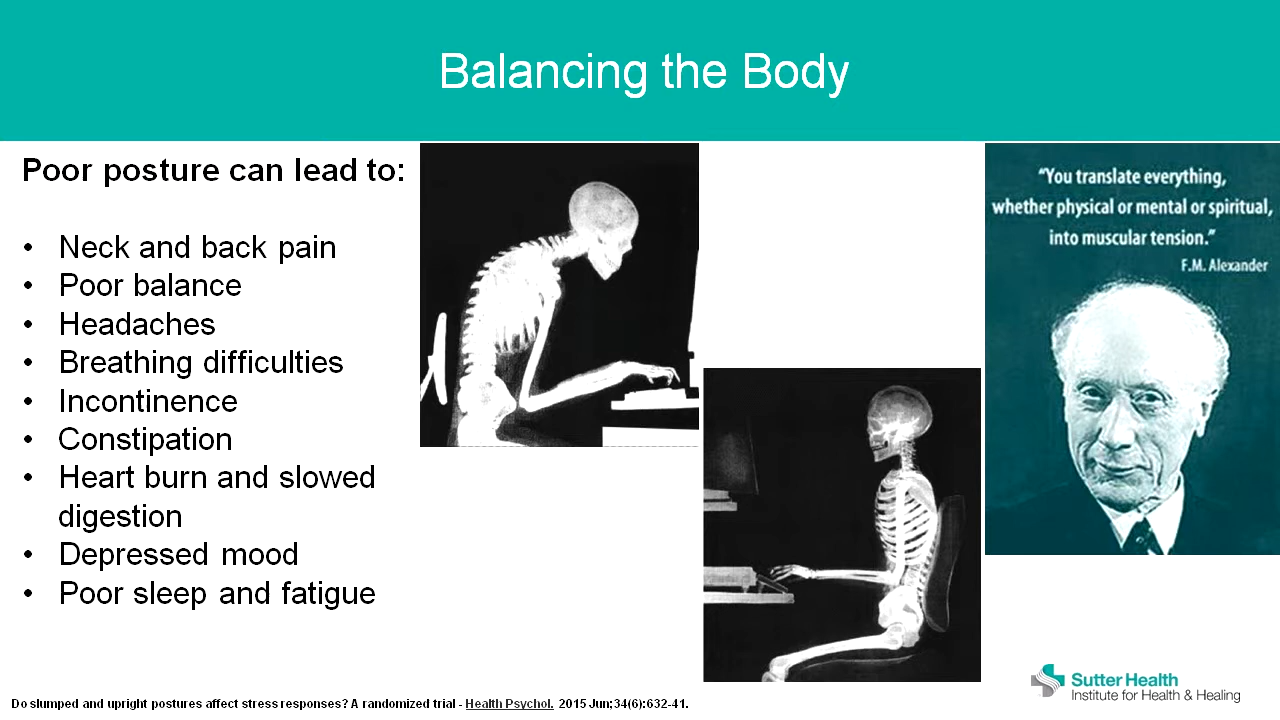 Balancing the Body
Poor posture can lead to:
• Neck and back pain
• Poor balance
• Headaches
• Breathing difficulties
• Incontinence
• Constipation
• Heart burn and slowed
digestion
• Depressed mood
• Poor sleep and fatigue
"You translate everything,
whether physical or mental or spiritual,
into muscular tension."
F.M. Alexander
Sutter Health
Institute for Health & Healing
Do slumped and upright postures affect stress responses? A randomized trial - Health Psychol. 2015 Jun;34(6):632-41.